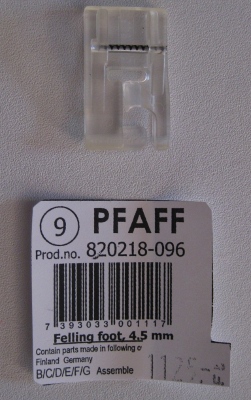 9 PFAFF
Prod.no. 820218-096
Felling foot, 4.5 mm
7 393033 001117
Contain parts made in following o
Finland Germany
B/C/D/E/F/G Assemble